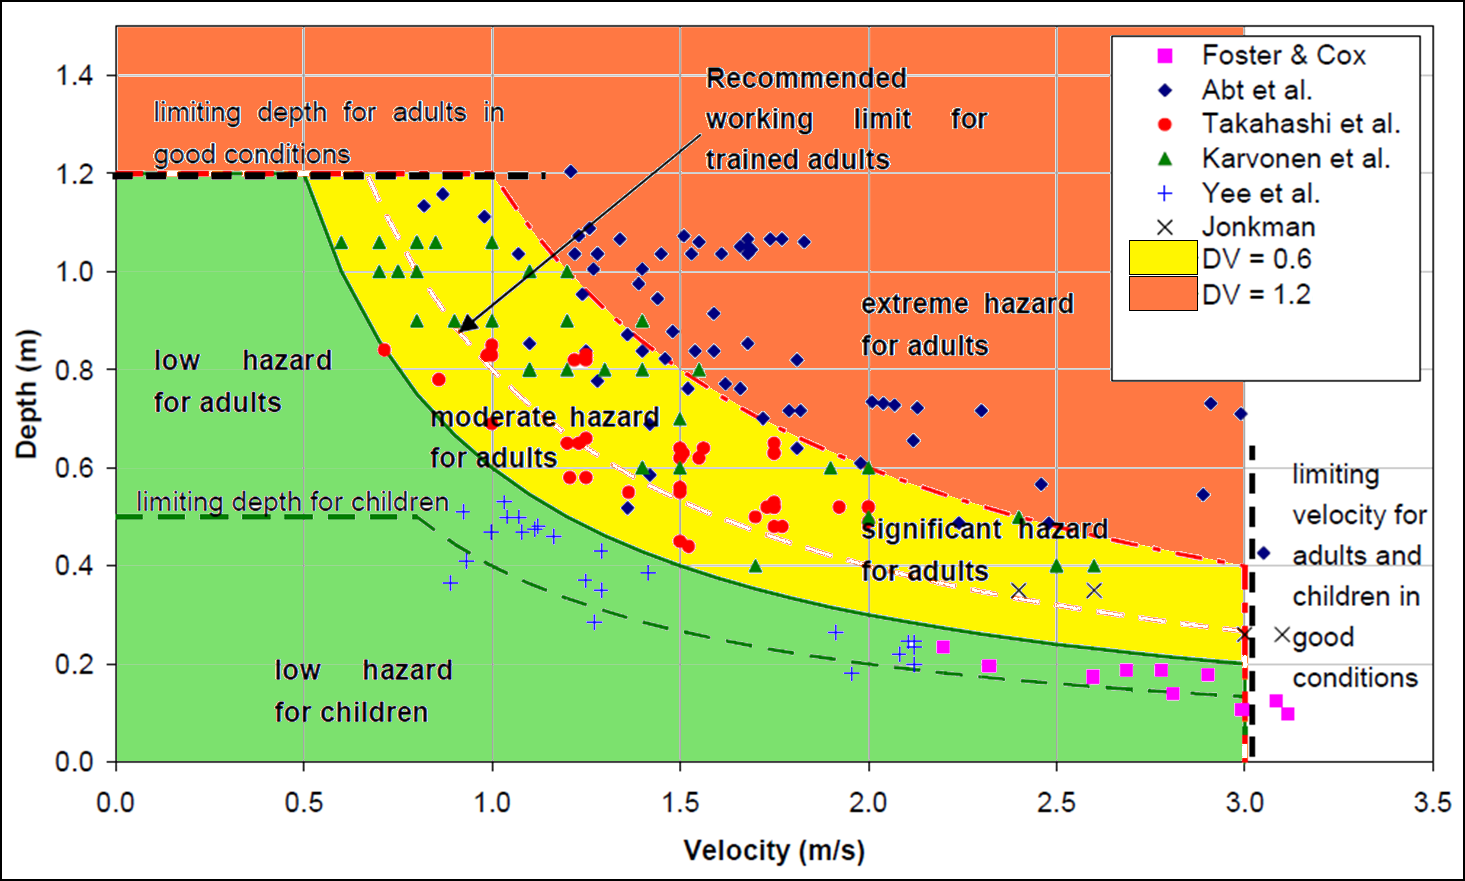 1.4
1.2
1.0
0.8
0.6
0.4
0.2
0.0
Depth (m)
0.0 0.5 1.0 1.5 2.0 2.5 3.0 3.5
Velocity (m/s)
limiting depth for adults in
good conditions
Recommended
working limit for
trained adults
Foster & Cox
Abt et al.
Takahashi et al.
Karvonen et al.
Yee et al.
Jonkman
DV = 0.6
DV = 1.2
extreme hazard
for adults
low hazard
for adults
moderate hazard
for adults
limiting depth for children
significant hazard
for adults
limiting
velocity for
adults and
children in
good
conditions
low hazard
for children